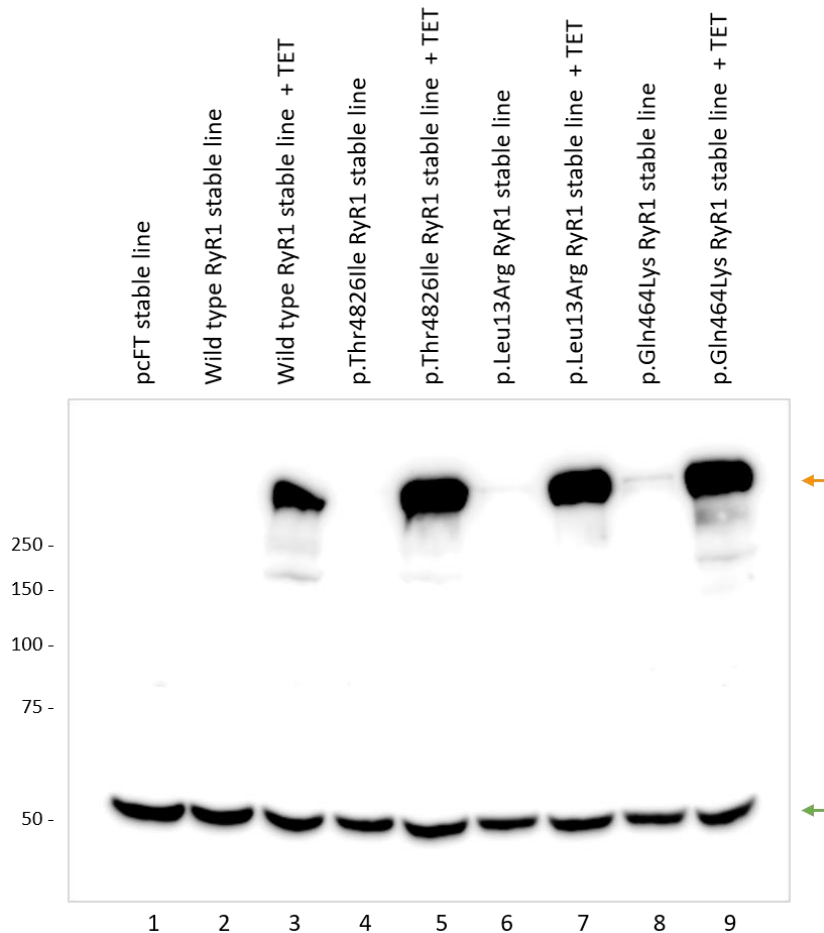 pcFT stable line
Wild type RyR1 stable line
Wild type RyR1 stable line + TET
p.Thr4826Ile RyR1 stable line
p.Thr4826Ile RyR1 stable line + TET
p.Leu13Arg RyR1 stable line
p.Leu13Arg RyR1 stable line + TET
p.Gln464Lys RyR1 stable line
p.Gln464Lys RyR1 stable line + TET
250 -
150 -
100 -
75 -
50 -
1 2 3 4 5 6 7 8 9